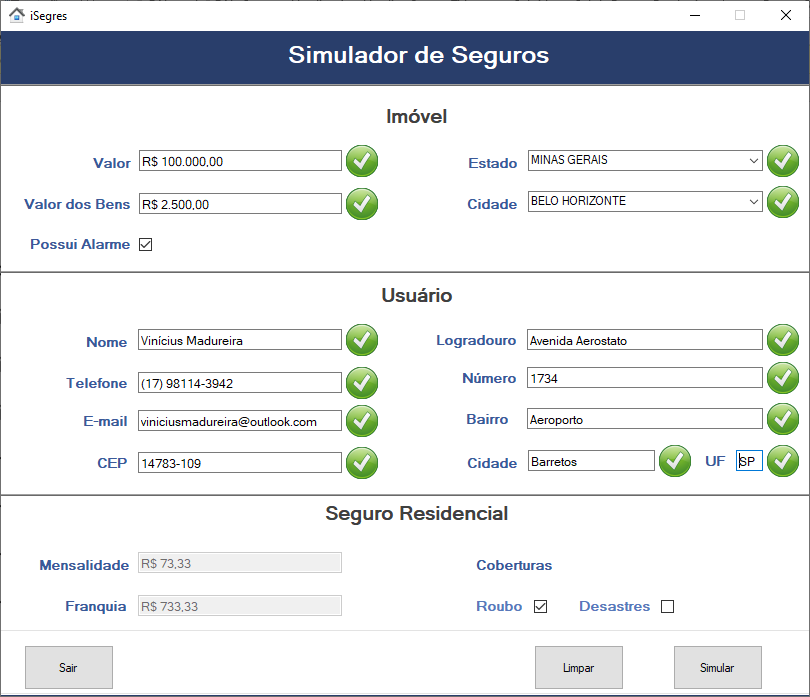 iSegres
Simulador de Seguros
Imóvel
Valor R$ 100.000,00
Estado MINAS GERAIS
Valor dos Bens R$ 2.500,00
Cidade BELO HORIZONTE
Possui Alarme
Usuário
Nome Vinícius Madureira
Logradouro Avenida Aerostato
Telefone (17) 98114-3942
Número 1734
E-mail viniciusmadureira@outlook.com
Bairro Aeroporto
CEP 14783-109
Cidade Barretos UF SP
Seguro Residencial
Mensalidade R$ 73,33
Coberturas
Franquia R$ 733,33
Roubo Desastres
Sair Limpar Simular